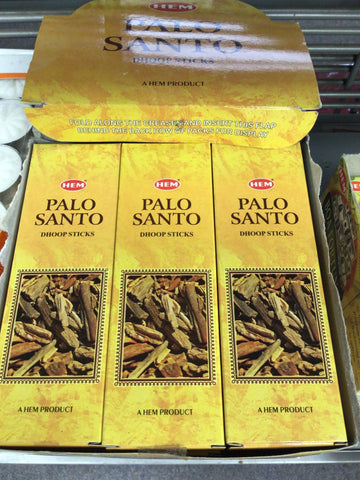 HEM
PALO
SANTO
DHOOP STICKS
A HEM PRODUCT
FOLD ALONG THE CREASES AND INSERT THIS FLAP
BEHIND THE BACK ROW OF PACKS FOR DISPLAY
HEM
PALO
SANTO
DHOOP STICKS
A HEM PRODUCT
HEM
PALO
SANTO
DHOOP STICKS
A HEM PRODUCT
HEM
PALO
SANTO
DHOOP STICKS
A HEM PRODUCT